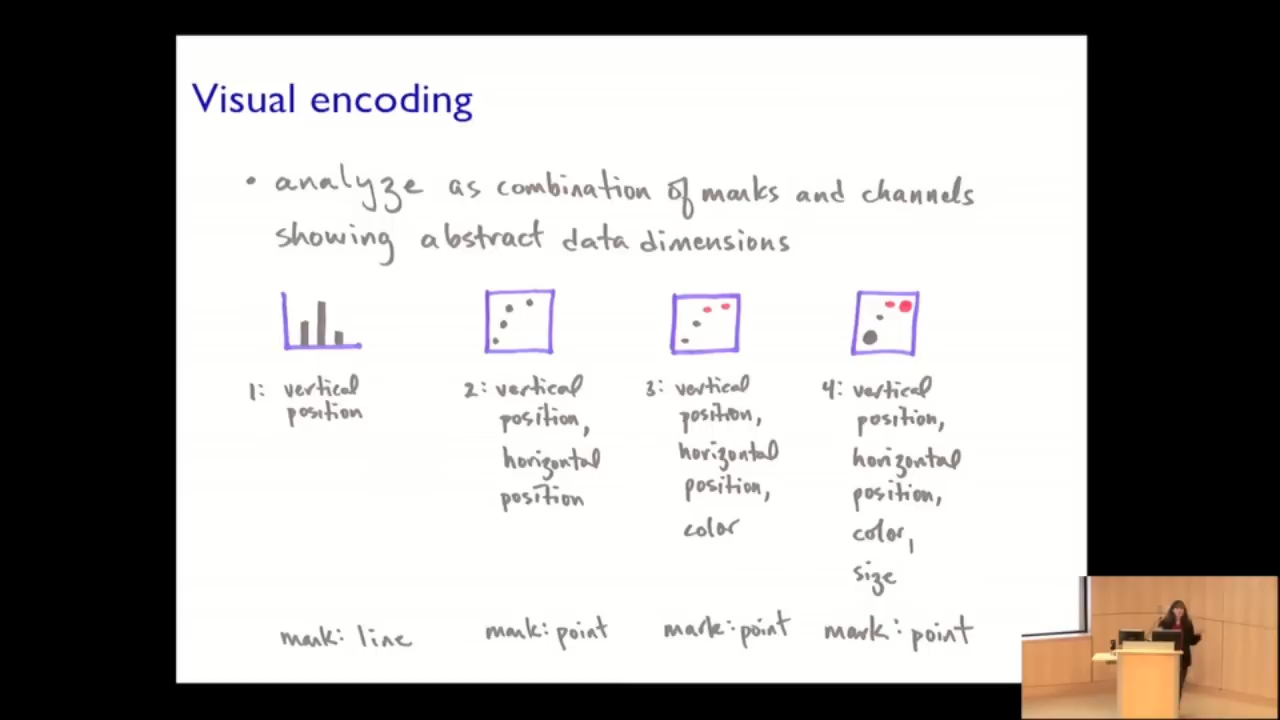 Visual encoding
• analyze as combination of marks and channels
showing abstract data dimensions
1: vertical
position
2: vertical
position,
horizontal
position
3: vertical
position,
horizontal
position,
color
4: vertical
position,
horizontal
position,
color,
size
mark: line
mark: point
mark: point
mark: point